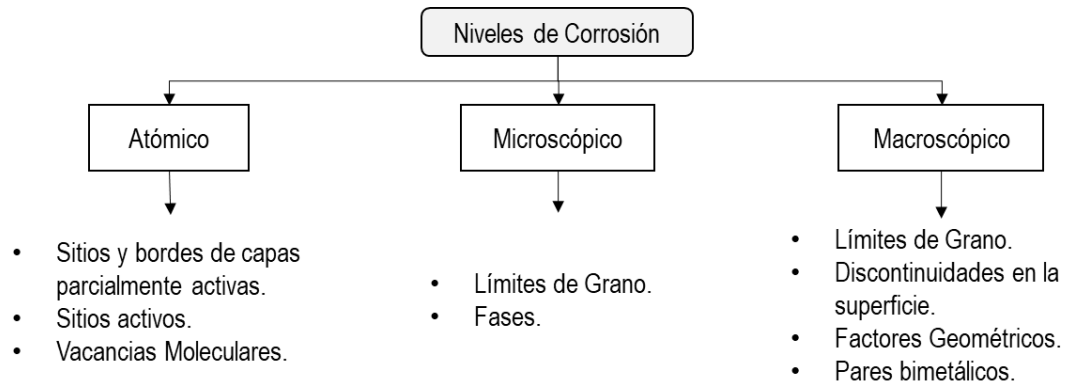 Niveles de Corrosión
Atómico
Microscópico
Macroscópico
• Sitios y bordes de capas
parcialmente activas.
• Sitios activos.
• Vacancias Moleculares.
• Límites de Grano.
• Fases.
• Límites de Grano.
• Discontinuidades en la
superficie.
• Factores Geométricos.
• Pares bimetálicos.